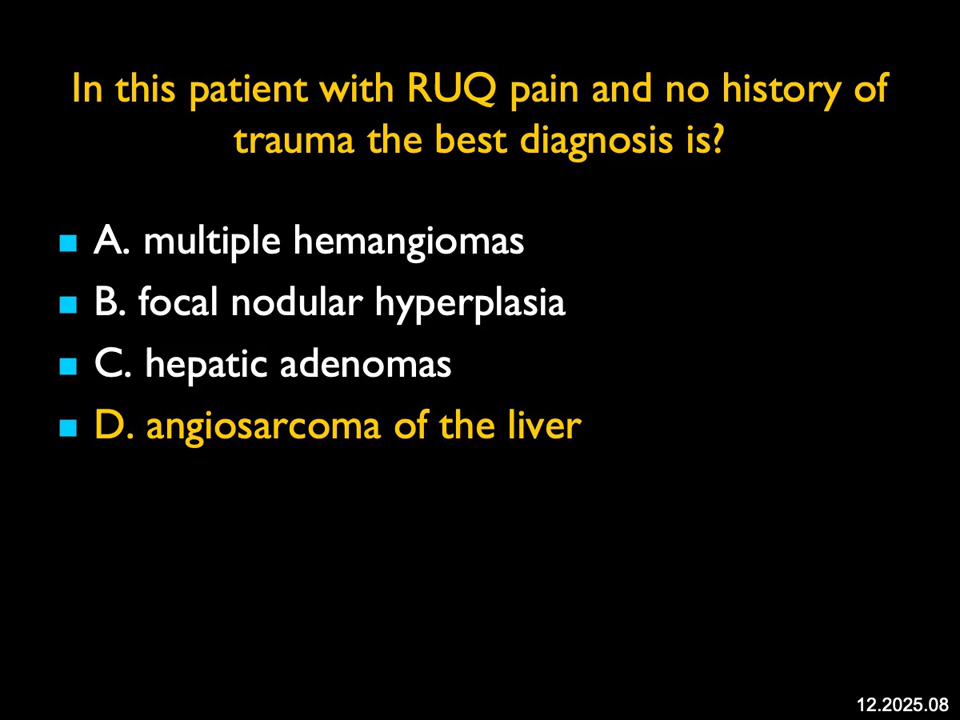 In this patient with RUQ pain and no history of
trauma the best diagnosis is?
A. multiple hemangiomas
B. focal nodular hyperplasia
C. hepatic adenomas
D. angiosarcoma of the liver
12.2025.08